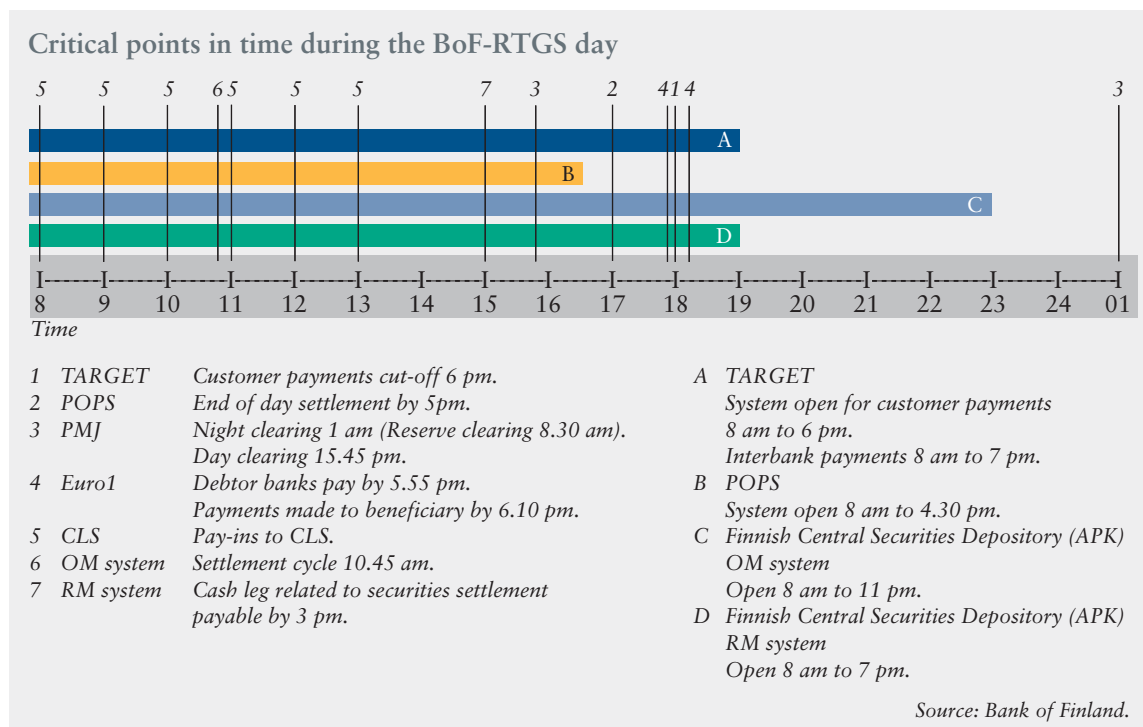 Critical points in time during the BoF-RTGS day
5 5 5 6 5 5 5 7 3 2 4 1 4 3
A
B
C
D
8 9 10 11 12 13 14 15 16 17 18 19 20 21 22 23 24 01
Time
1 TARGET Customer payments cut-off 6 pm.
2 POPS End of day settlement by 5pm.
3 PMJ Night clearing 1 am (Reserve clearing 8.30 am).
Day clearing 15.45 pm.
4 Euro1 Debtor banks pay by 5.55 pm.
Payments made to beneficiary by 6.10 pm.
5 CLS Pay-ins to CLS.
6 OM system Settlement cycle 10.45 am.
7 RM system Cash leg related to securities settlement
payable by 3 pm.
A TARGET
System open for customer payments
8 am to 6 pm.
Interbank payments 8 am to 7 pm.
B POPS
System open 8 am to 4.30 pm.
C Finnish Central Securities Depository (APK)
OM system
Open 8 am to 11 pm.
D Finnish Central Securities Depository (APK)
RM system
Open 8 am to 7 pm.
Source: Bank of Finland.